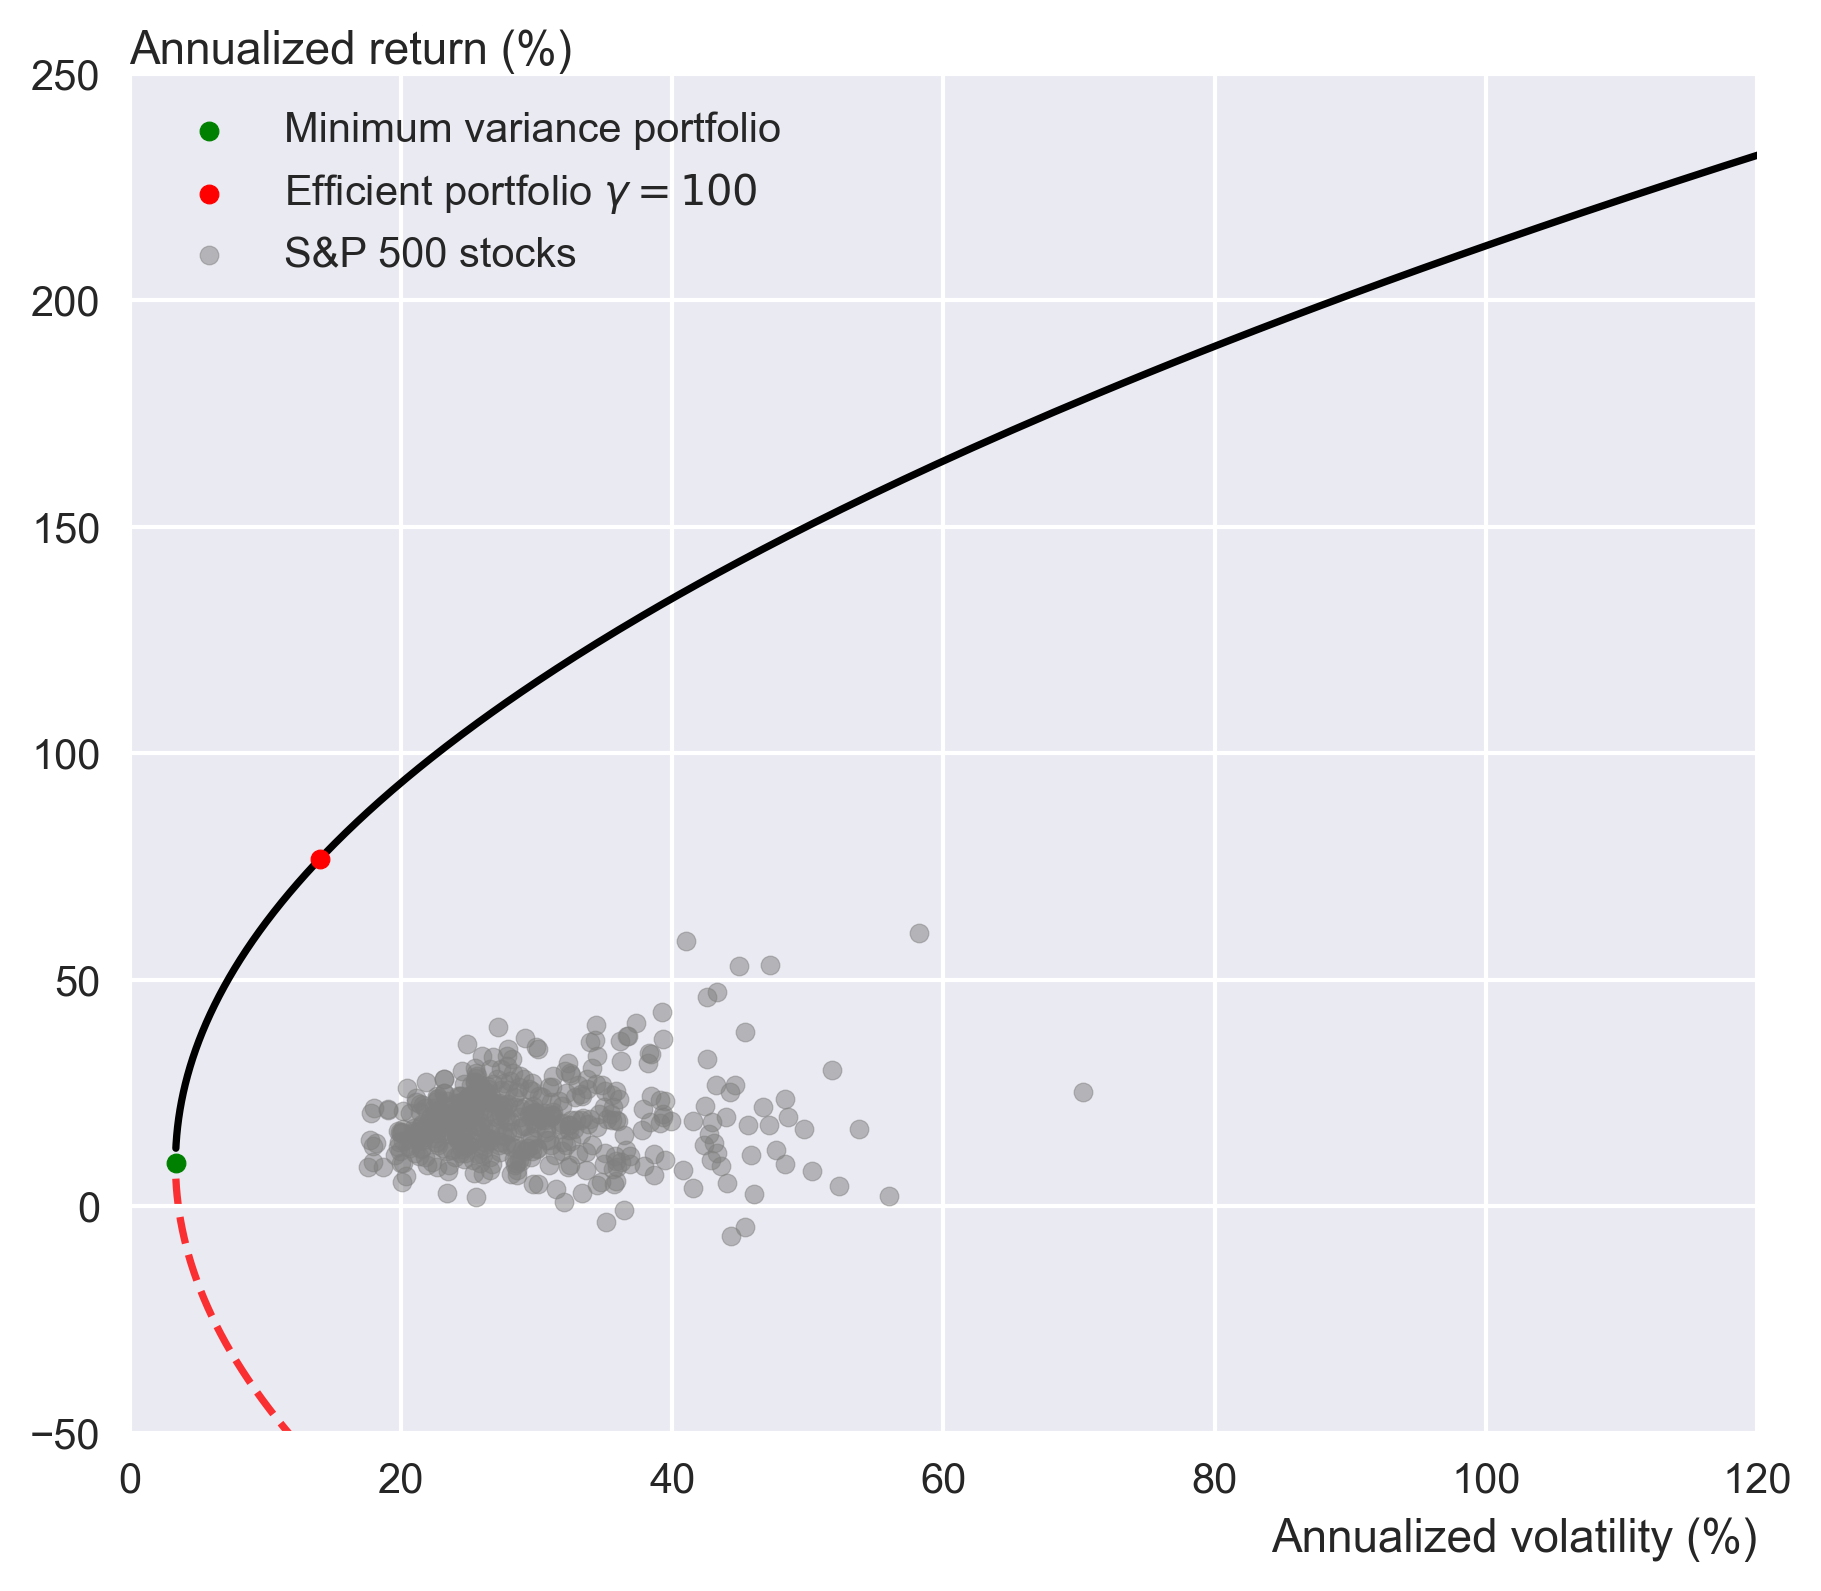 Annualized return (%)
250
Minimum variance portfolio
Efficient portfolio γ = 100
S&P 500 stocks
200
150
100
50
0
−50
0 20 40 60 80 100 120
Annualized volatility (%)